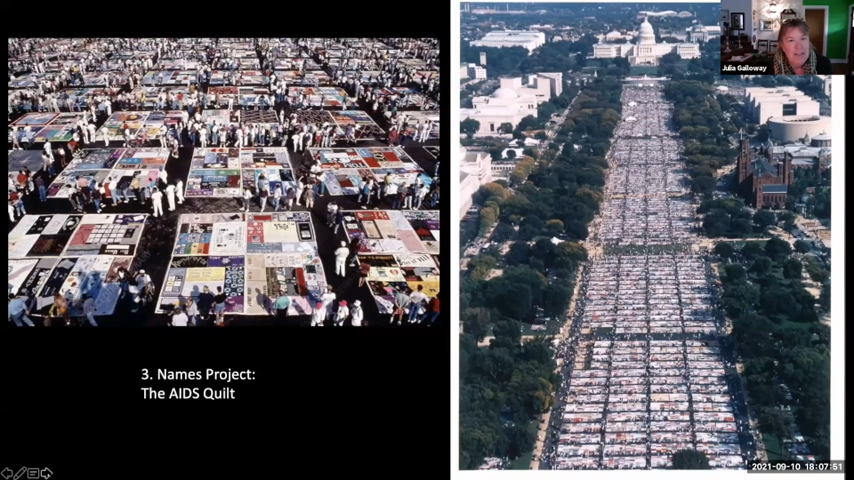 Julia Galloway
3. Names Project:
The AIDS Quilt
2021-09-10 18:07:51